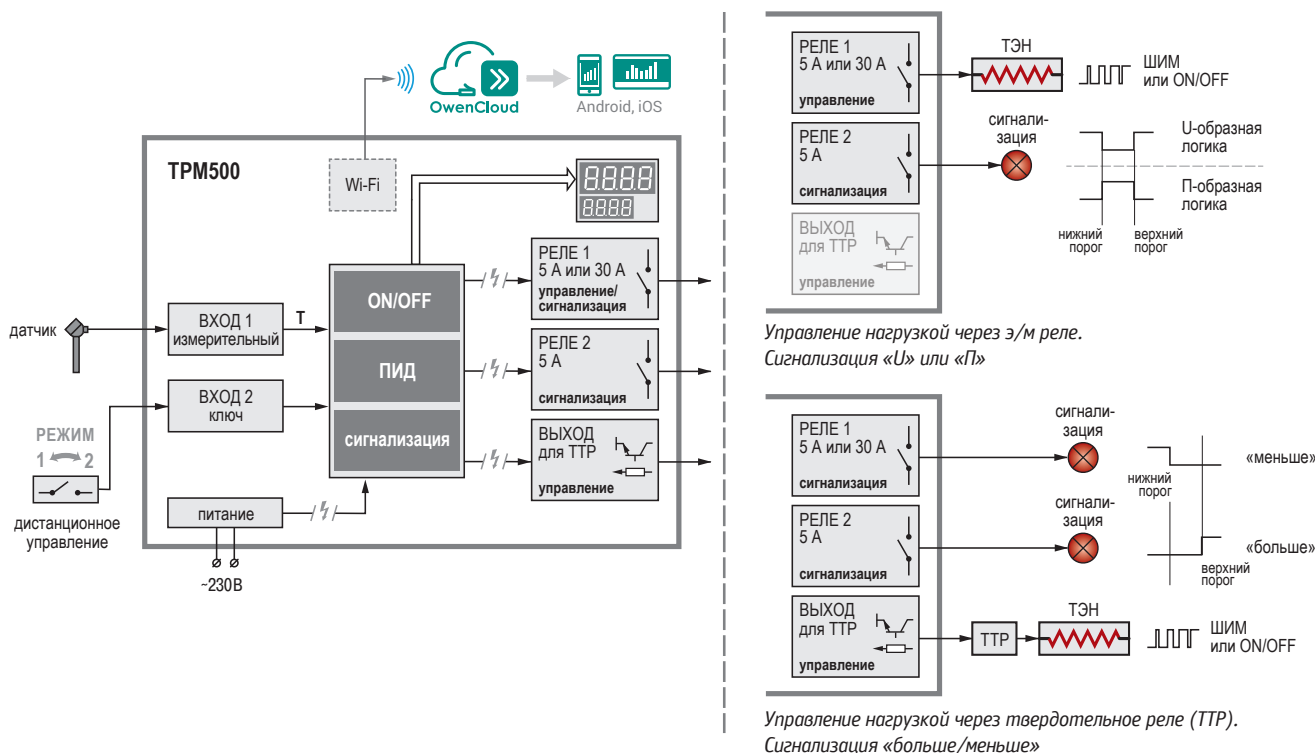 OwenCloud
Android, iOS
ТРМ500
Wi-Fi
8.8.8.8
8888
датчик
ВХОД 1
измерительный
T
ВХОД 2
ключ
РЕЖИМ
1 2
дистанционное
управление
питание
~230В
ON/OFF
ПИД
сигнализация
РЕЛЕ 1
5 А или 30 А
управление/
сигнализация
РЕЛЕ 2
5 А
сигнализация
ВЫХОД
для ТТР
управление
РЕЛЕ 1
5 А или 30 А
управление
ТЭН
ШИМ
или ON/OFF
РЕЛЕ 2
5 А
сигнализация
сигнали-
зация
U-образная
логика
П-образная
логика
нижний
порог
верхний
порог
ВЫХОД
для ТТР
управление
Управление нагрузкой через э/м реле.
Сигнализация «U» или «П»
РЕЛЕ 1
5 А или 30 А
сигнализация
сигнали-
зация
«меньше»
нижний
порог
РЕЛЕ 2
5 А
сигнализация
сигнали-
зация
«больше»
верхний
порог
ВЫХОД
для ТТР
управление
ТТР
ТЭН
ШИМ
или ON/OFF
Управление нагрузкой через твердотельное реле (ТТР).
Сигнализация «больше/меньше»